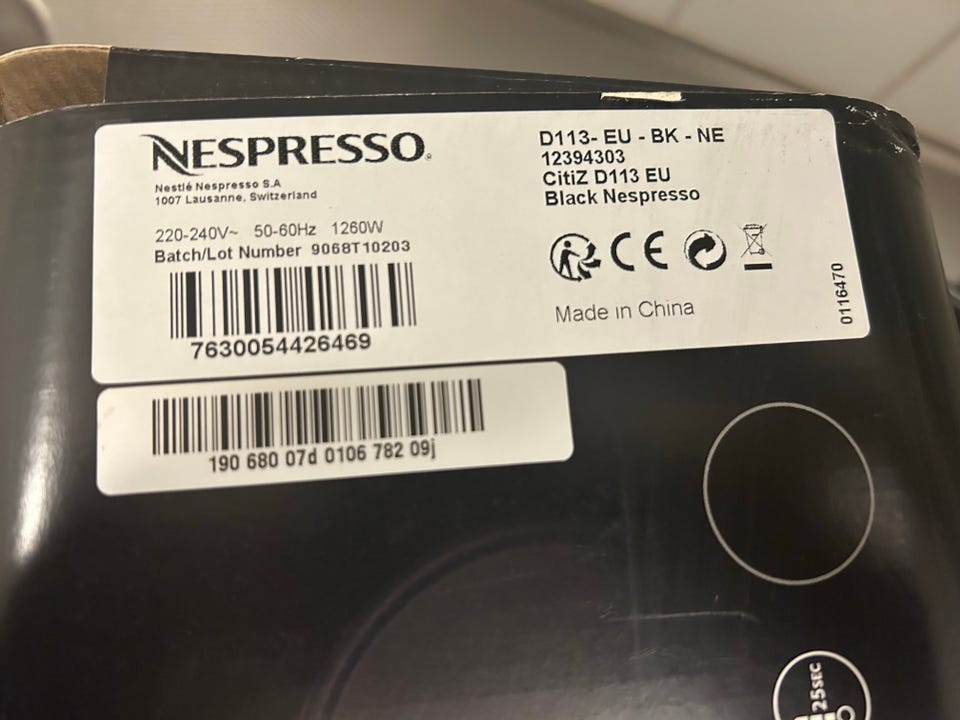 NESPRESSO®
Nestlé Nespresso S.A
1007 Lausanne, Switzerland
220-240V~ 50-60Hz 1260W
Batch/Lot Number 9068T10203
7630054426469
D113- EU - BK - NE
12394303
CitiZ D113 EU
Black Nespresso
CE
Made in China
0116470
190 680 07d 0106 782 09j
25SEC